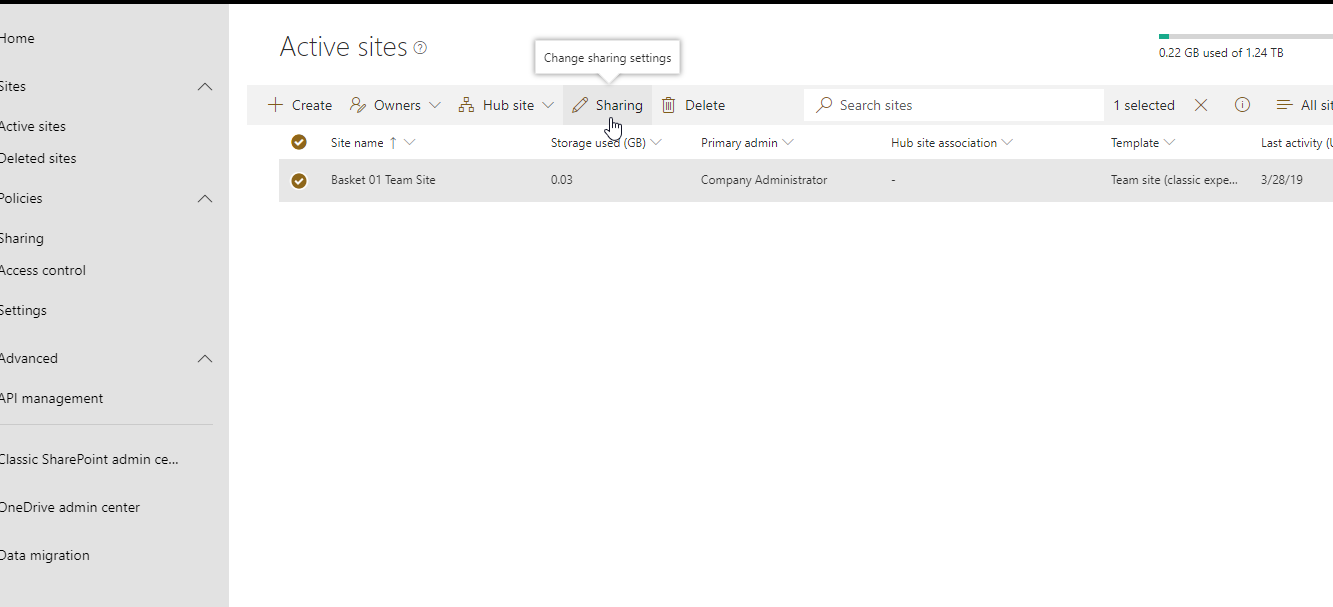 Home
Sites
Active sites
Deleted sites
Policies
Sharing
Access control
Settings
Advanced
API management
Classic SharePoint admin ce...
OneDrive admin center
Data migration
Active sites
Change sharing settings
0.22 GB used of 1.24 TB
Create Owners Hub site Sharing Delete Search sites 1 selected All sit
Site name ↑ Storage used (GB) Primary admin Hub site association Template Last activity (U
Basket 01 Team Site 0.03 Company Administrator - Team site (classic expe... 3/28/19